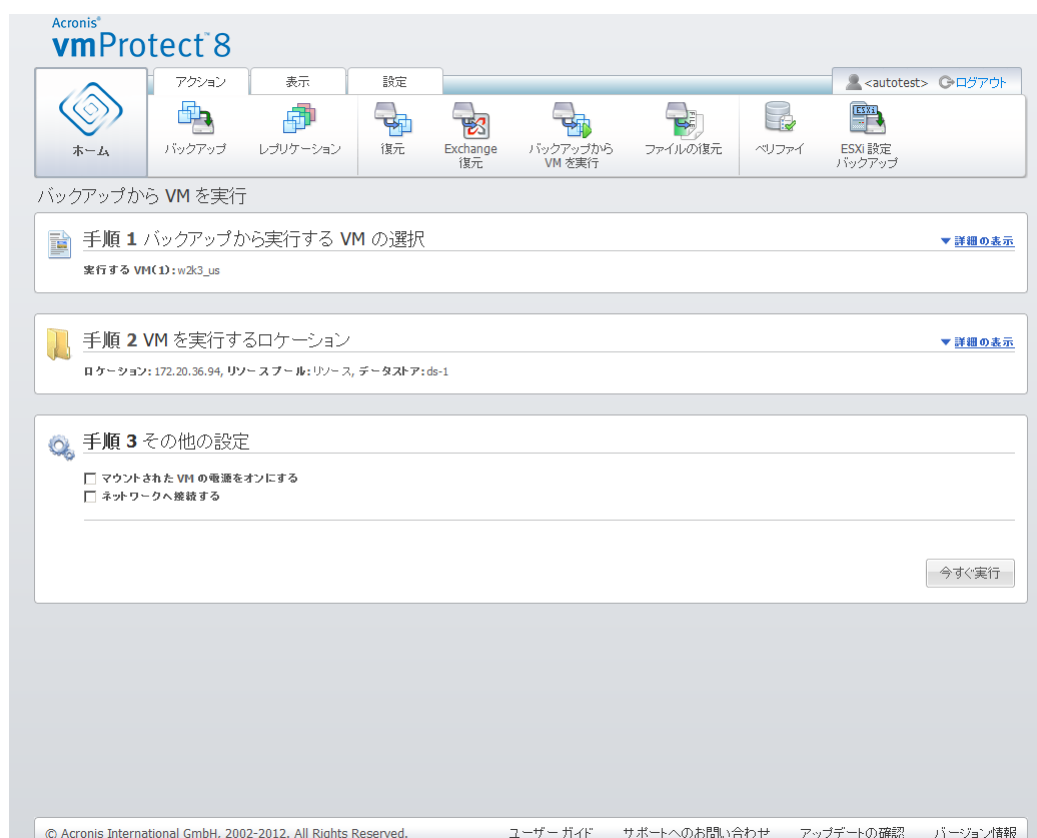 Acronis®
vmProtect™ 8
アクション 表示 設定
<autotest> ログアウト
ホーム
バックアップ
レプリケーション
復元
Exchange
復元
バックアップから
VM を実行
ファイルの復元
ベリファイ
ESXi 設定
バックアップ
バックアップから VM を実行
手順 1 バックアップから実行する VM の選択
▼ 詳細の表示
実行する VM(1): w2k3_us
手順 2 VM を実行するロケーション
▼ 詳細の表示
ロケーション: 172.20.36.94, リソース プール: リソース, データストア: ds-1
手順 3 その他の設定
マウントされた VM の電源をオンにする
ネットワークへ接続する
今すぐ実行
© Acronis International GmbH, 2002-2012. All Rights Reserved. ユーザー ガイド サポートへのお問い合わせ アップデートの確認 バージョン情報